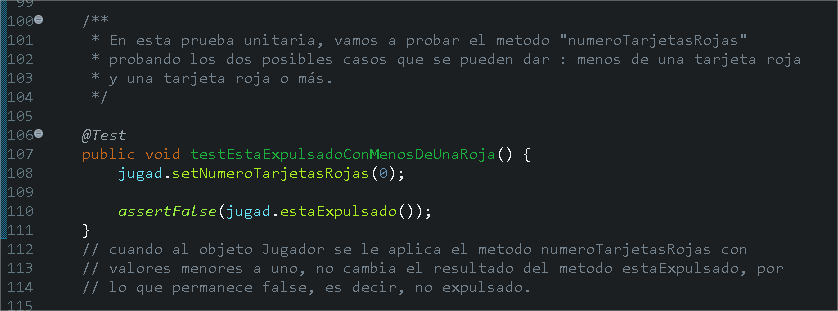 99
100 /**
101 * En esta prueba unitaria, vamos a probar el metodo "numeroTarjetasRojas"
102 * probando los dos posibles casos que se pueden dar : menos de una tarjeta roja
103 * y una tarjeta roja o más.
104 */
105
106 @Test
107 public void testEstaExpulsadoConMenosDeUnaRoja() {
108 jugad.setNumeroTarjetasRojas(0);
109
110 assertFalse(jugad.estaExpulsado());
111 }
112 // cuando al objeto Jugador se le aplica el metodo numeroTarjetasRojas con
113 // valores menores a uno, no cambia el resultado del metodo estaExpulsado, por
114 // lo que permanece false, es decir, no expulsado.
115